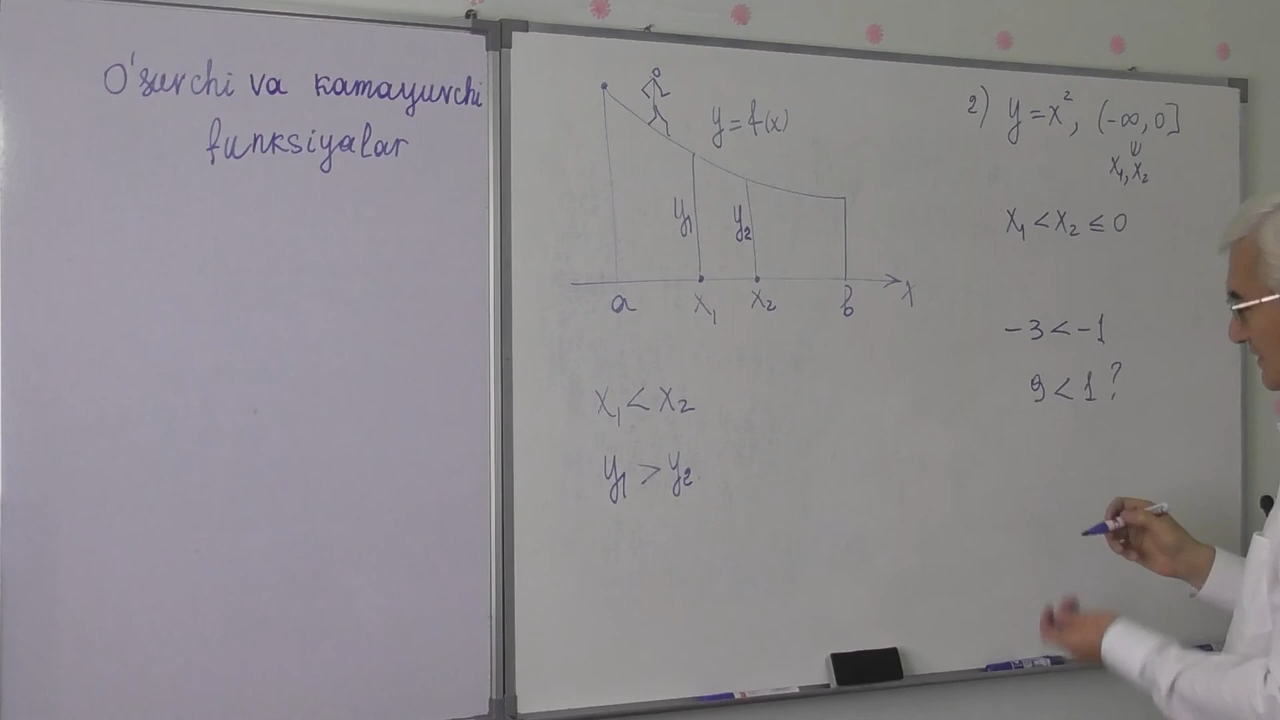 O'suvchi va kamayuvchi
funksiyalar
y=f(x)
y₁
y₂
a x₁ x₂ b x
x₁ < x₂
y₁ > y₂
2) y=x², (-∞,0]
x₁,x₂
x₁ < x₂ ≤ 0
-3 < -1
9 < 1 ?